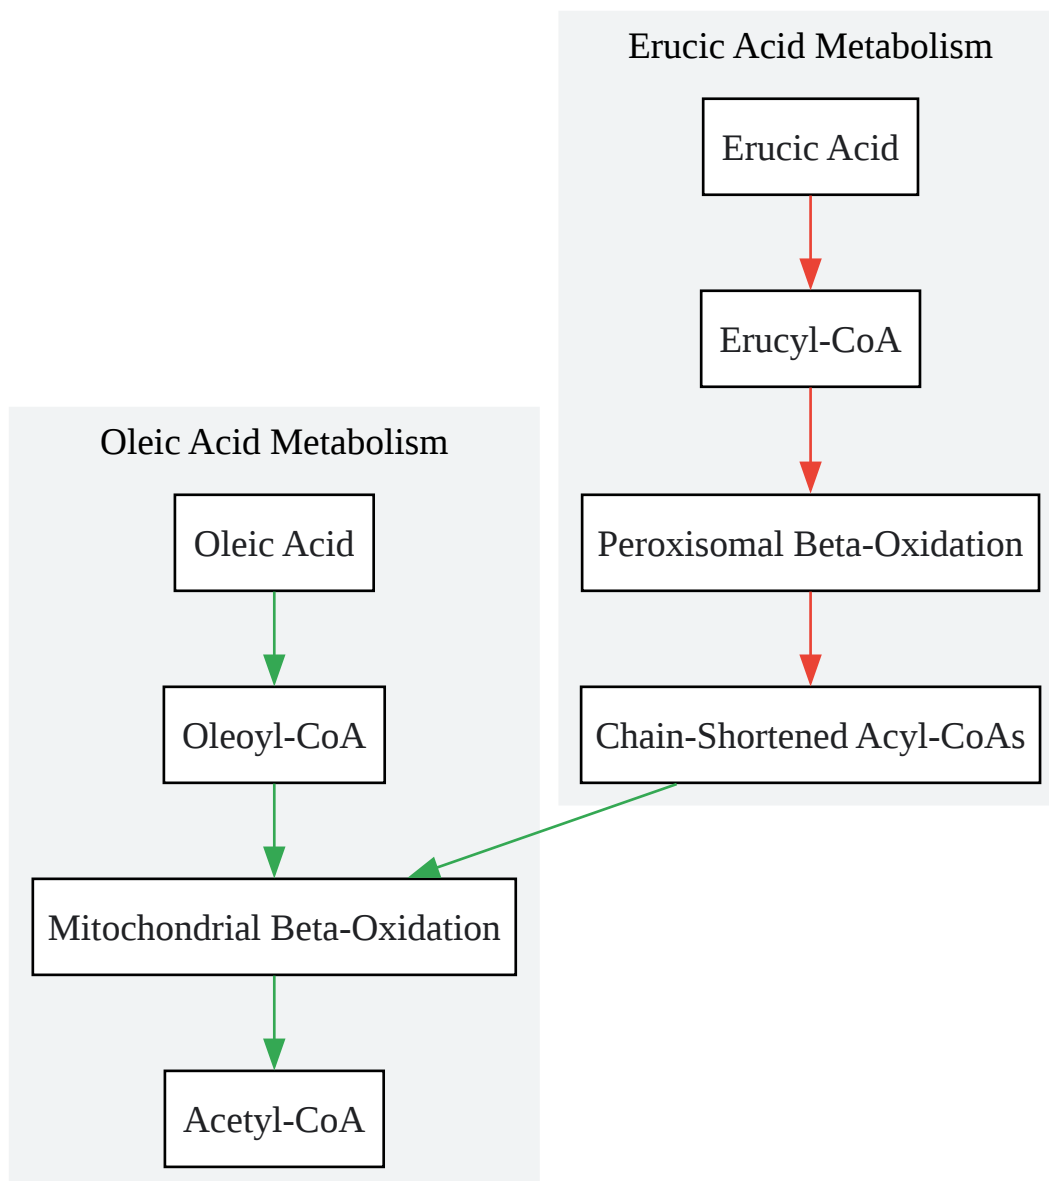 Erucic Acid Metabolism
Erucic Acid
Erucyl-CoA
Peroxisomal Beta-Oxidation
Chain-Shortened Acyl-CoAs
Oleic Acid Metabolism
Oleic Acid
Oleoyl-CoA
Mitochondrial Beta-Oxidation
Acetyl-CoA